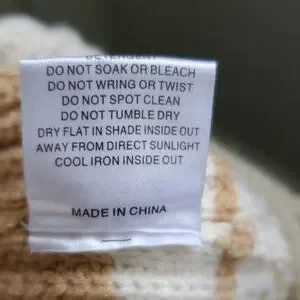 DETERGENT
DO NOT SOAK OR BLEACH
DO NOT WRING OR TWIST
DO NOT SPOT CLEAN
DO NOT TUMBLE DRY
DRY FLAT IN SHADE INSIDE OUT
AWAY FROM DIRECT SUNLIGHT
COOL IRON INSIDE OUT
MADE IN CHINA